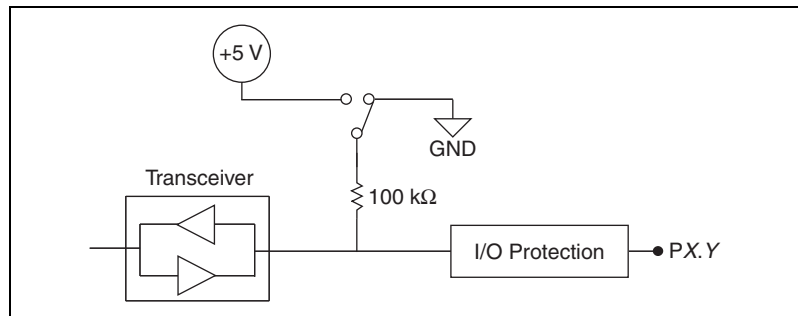 +5 V
GND
Transceiver
100 kΩ
I/O Protection
PX.Y